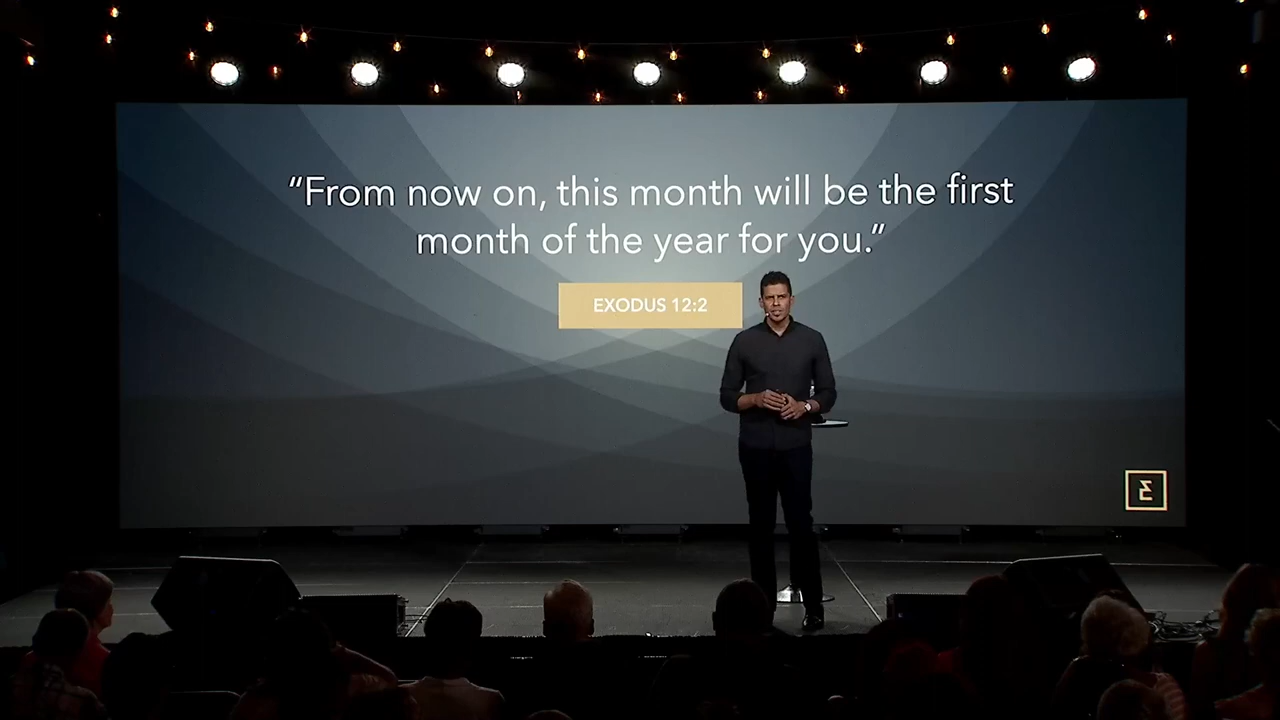 “From now on, this month will be the first
month of the year for you.”
EXODUS 12:2